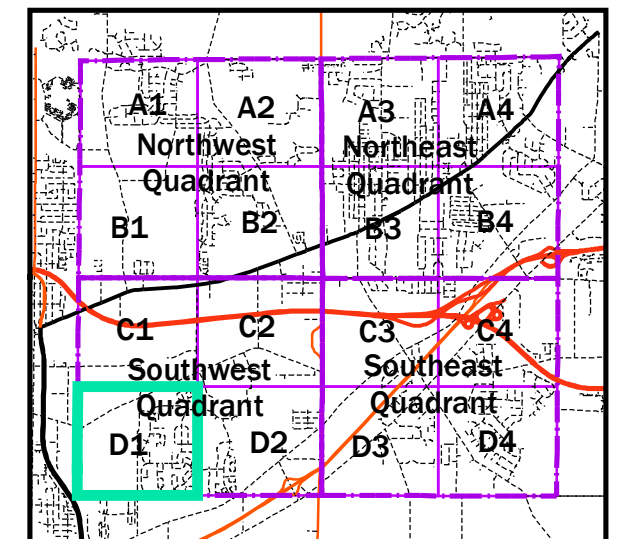 A1 A2 A3 A4
Northwest Northeast
Quadrant Quadrant
B1 B2 B3 B4
C1 C2 C3 C4
Southwest Southeast
Quadrant Quadrant
D1 D2 D3 D4